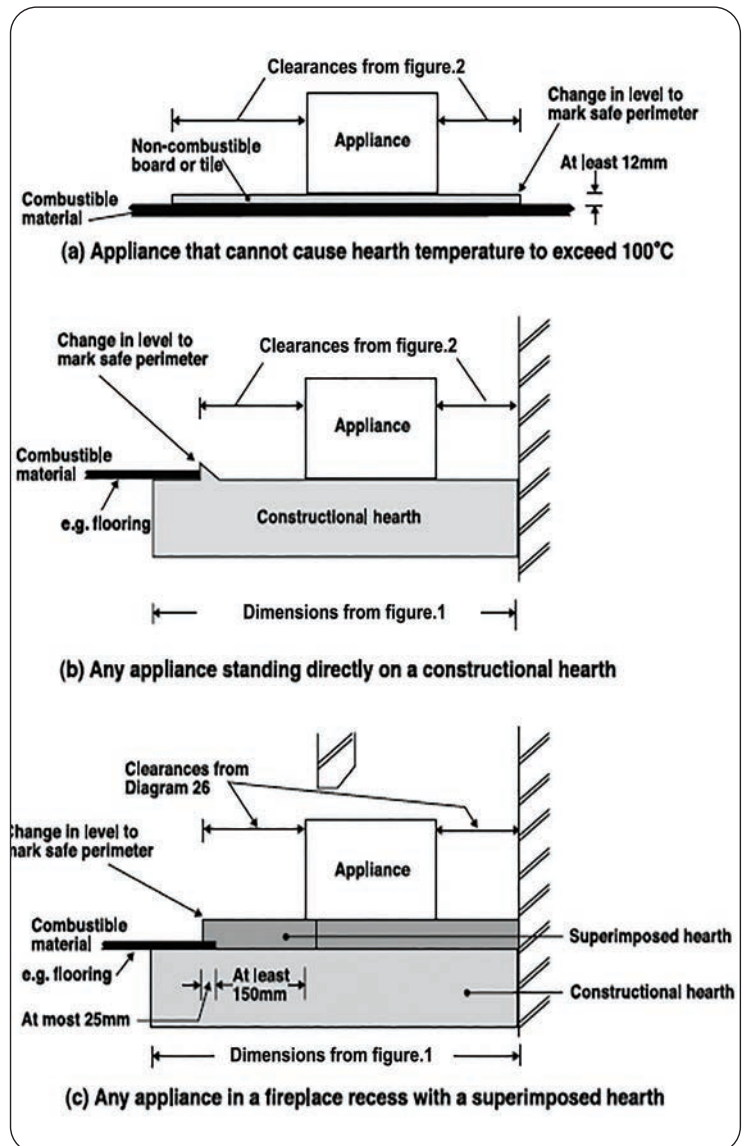 Clearances from figure.2
Change in level to
mark safe perimeter
Appliance
Non-combustible
board or tile
At least 12mm
Combustible
material
(a) Appliance that cannot cause hearth temperature to exceed 100°C
Change in level to
mark safe perimeter
Clearances from figure.2
Appliance
Combustible
material
e.g. flooring
Constructional hearth
Dimensions from figure.1
(b) Any appliance standing directly on a constructional hearth
Clearances from
Diagram 26
Change in level to
mark safe perimeter
Appliance
Combustible
material
Superimposed hearth
e.g. flooring
At least
150mm
Constructional hearth
At most 25mm
Dimensions from figure.1
(c) Any appliance in a fireplace recess with a superimposed hearth